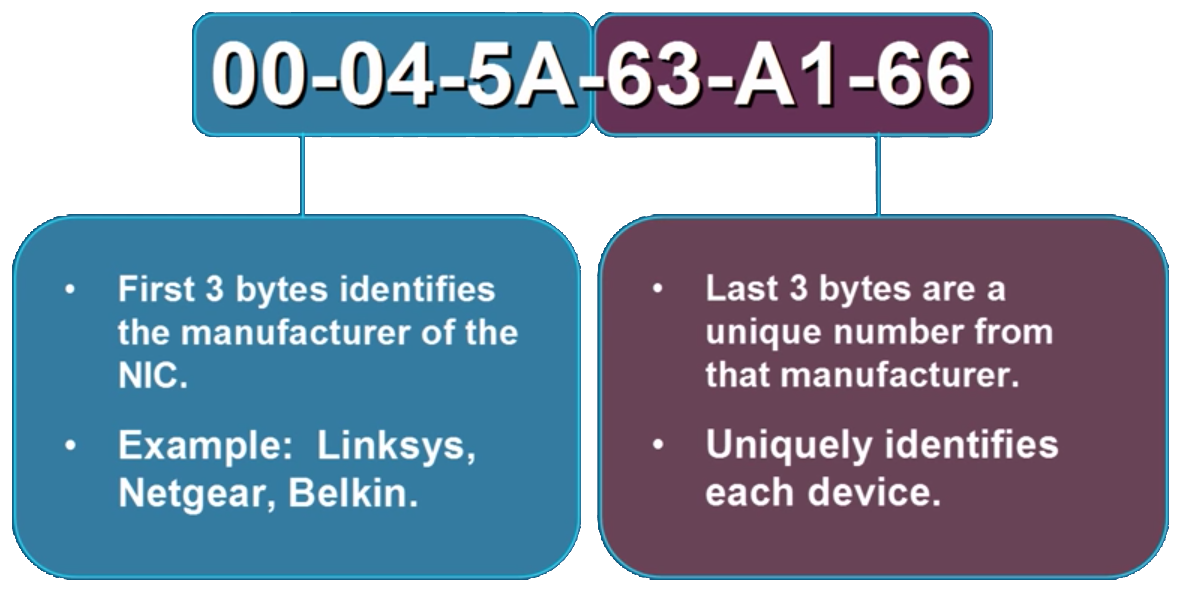 00-04-5A-63-A1-66
• First 3 bytes identifies
the manufacturer of the
NIC.
• Example:  Linksys,
Netgear, Belkin.
• Last 3 bytes are a
unique number from
that manufacturer.
• Uniquely identifies
each device.